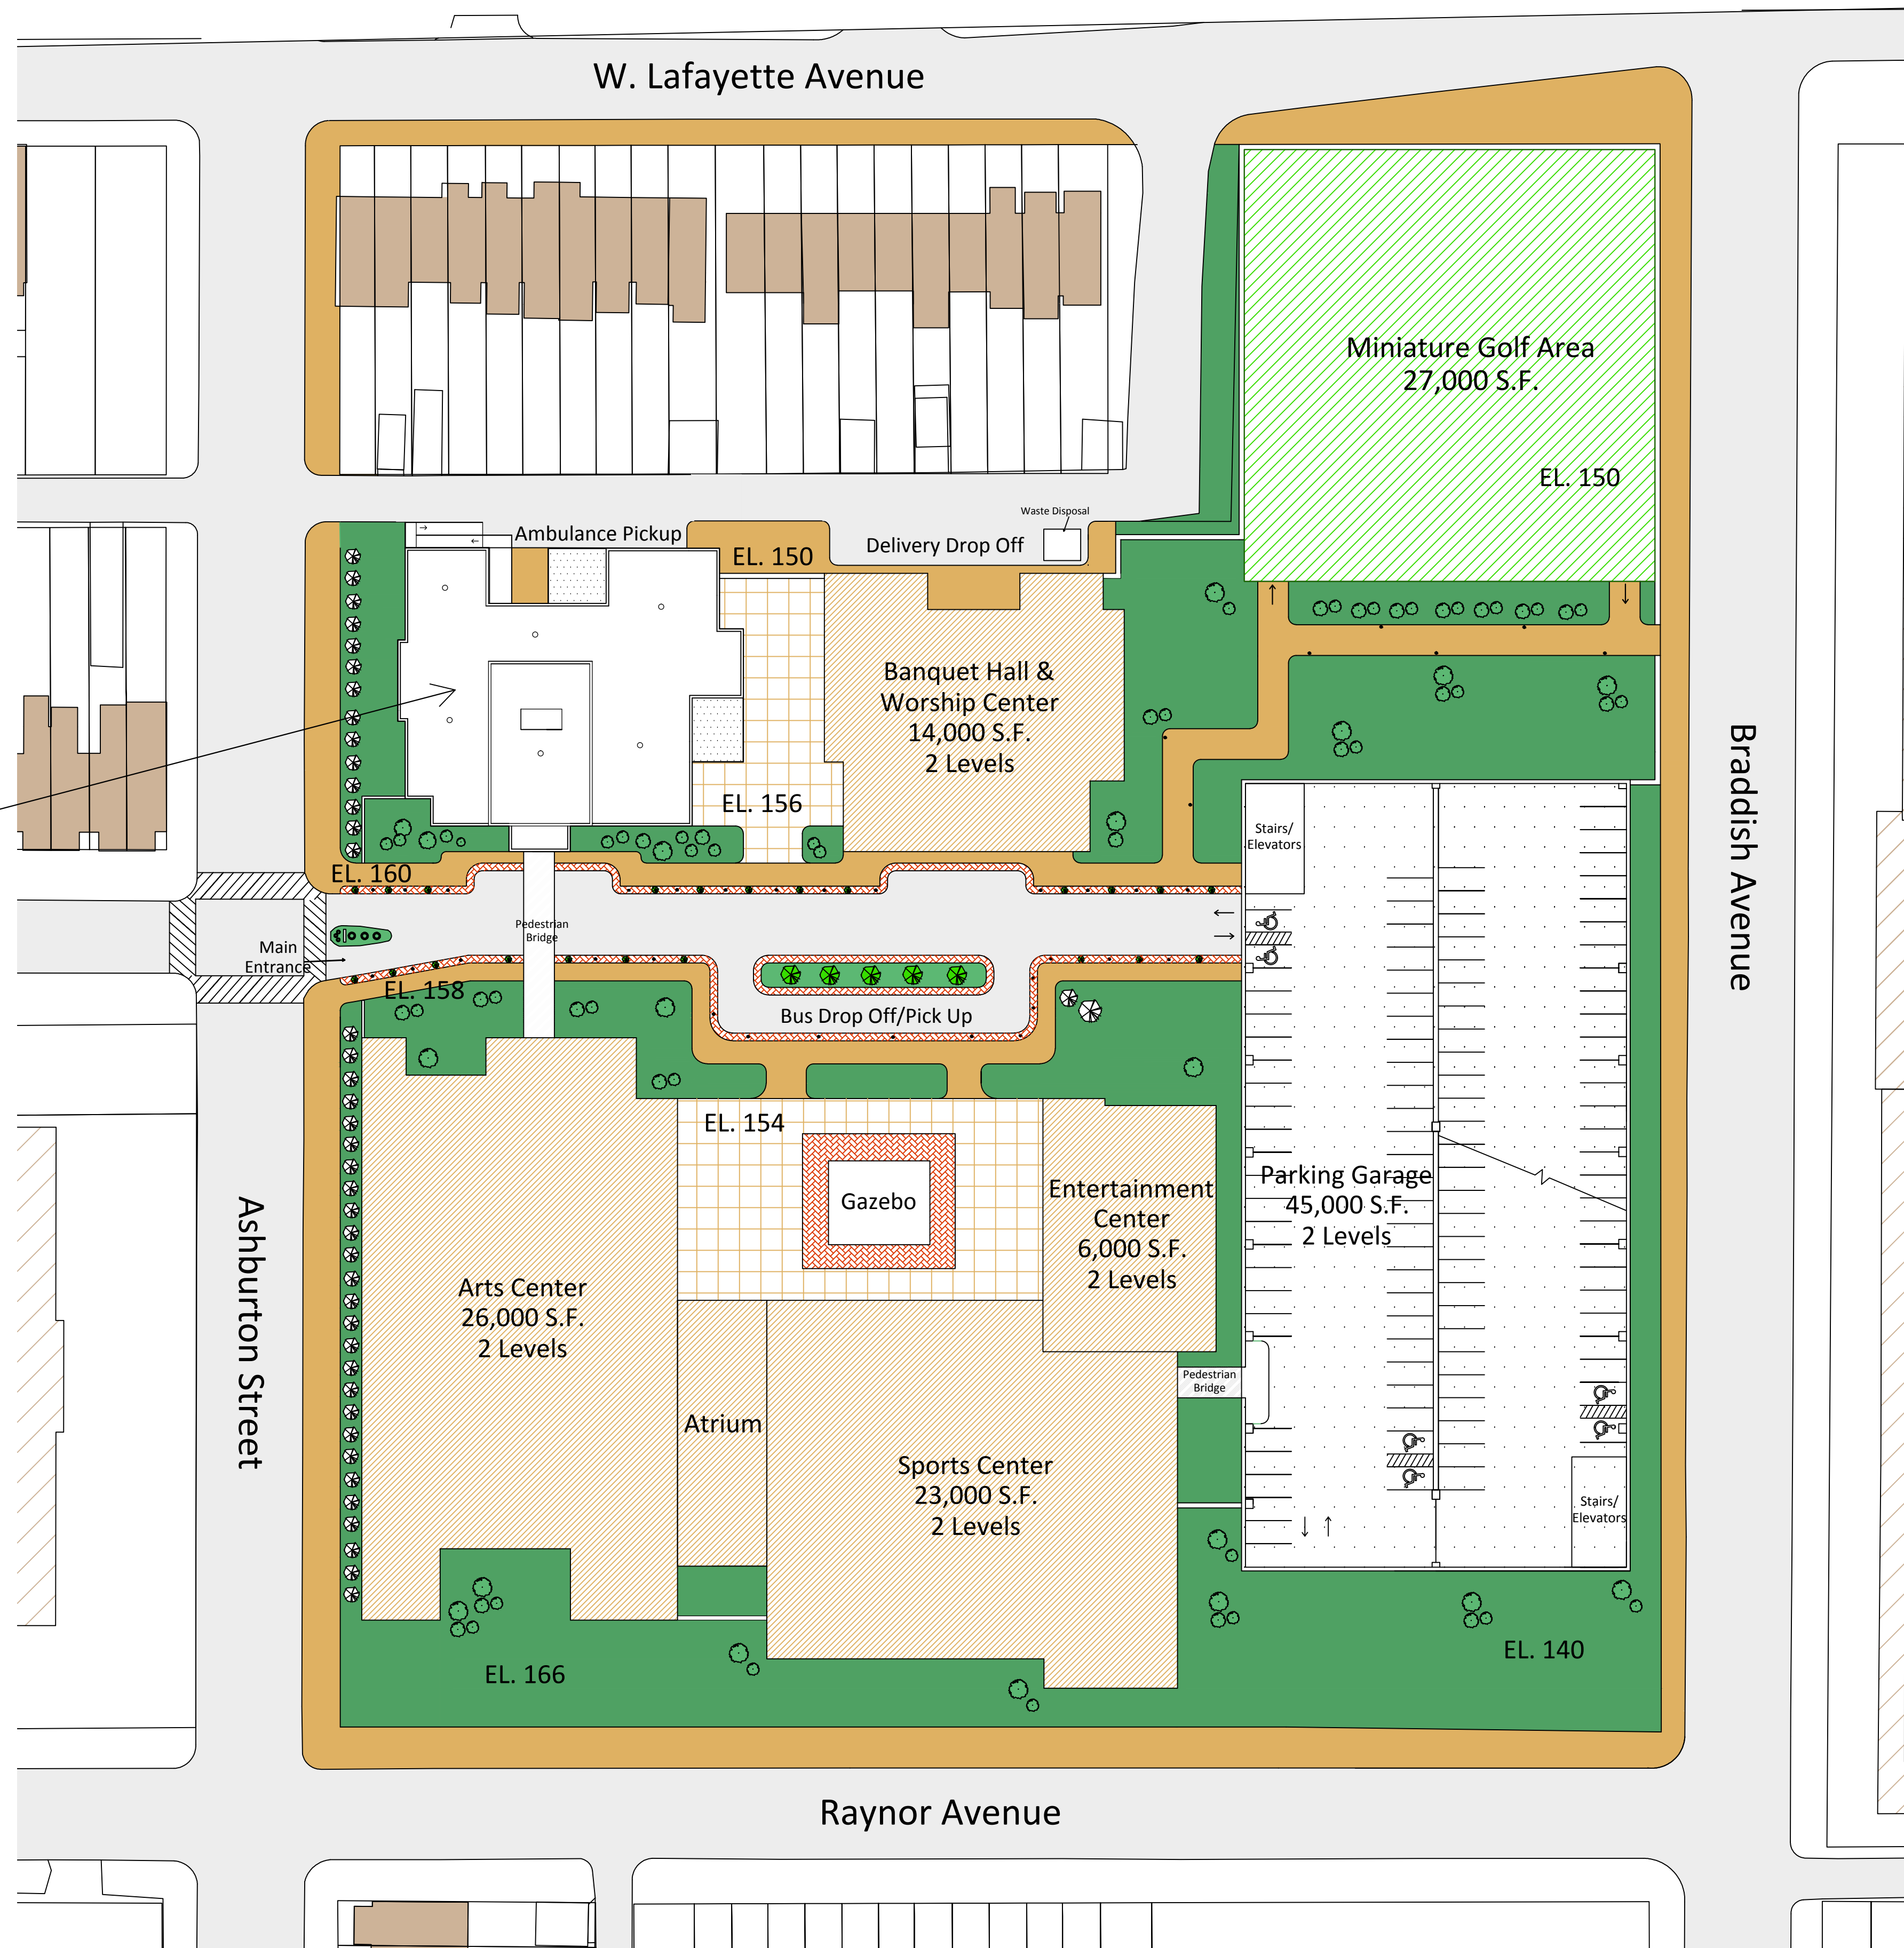 W. Lafayette Avenue
Miniature Golf Area
27,000 S.F.
EL. 150
Waste Disposal
Ambulance Pickup
Delivery Drop Off
EL. 150
Banquet Hall &
Worship Center
14,000 S.F.
2 Levels
EL. 156
Braddish Avenue
Stairs/
Elevators
EL. 160
Pedestrian
Bridge
Main
Entrance
EL. 158
Bus Drop Off/Pick Up
EL. 154
Gazebo
Entertainment
Center
6,000 S.F.
2 Levels
Parking Garage
45,000 S.F.
2 Levels
Ashburton Street
Arts Center
26,000 S.F.
2 Levels
Pedestrian
Bridge
Atrium
Sports Center
23,000 S.F.
2 Levels
Stairs/
Elevators
EL. 166
EL. 140
Raynor Avenue